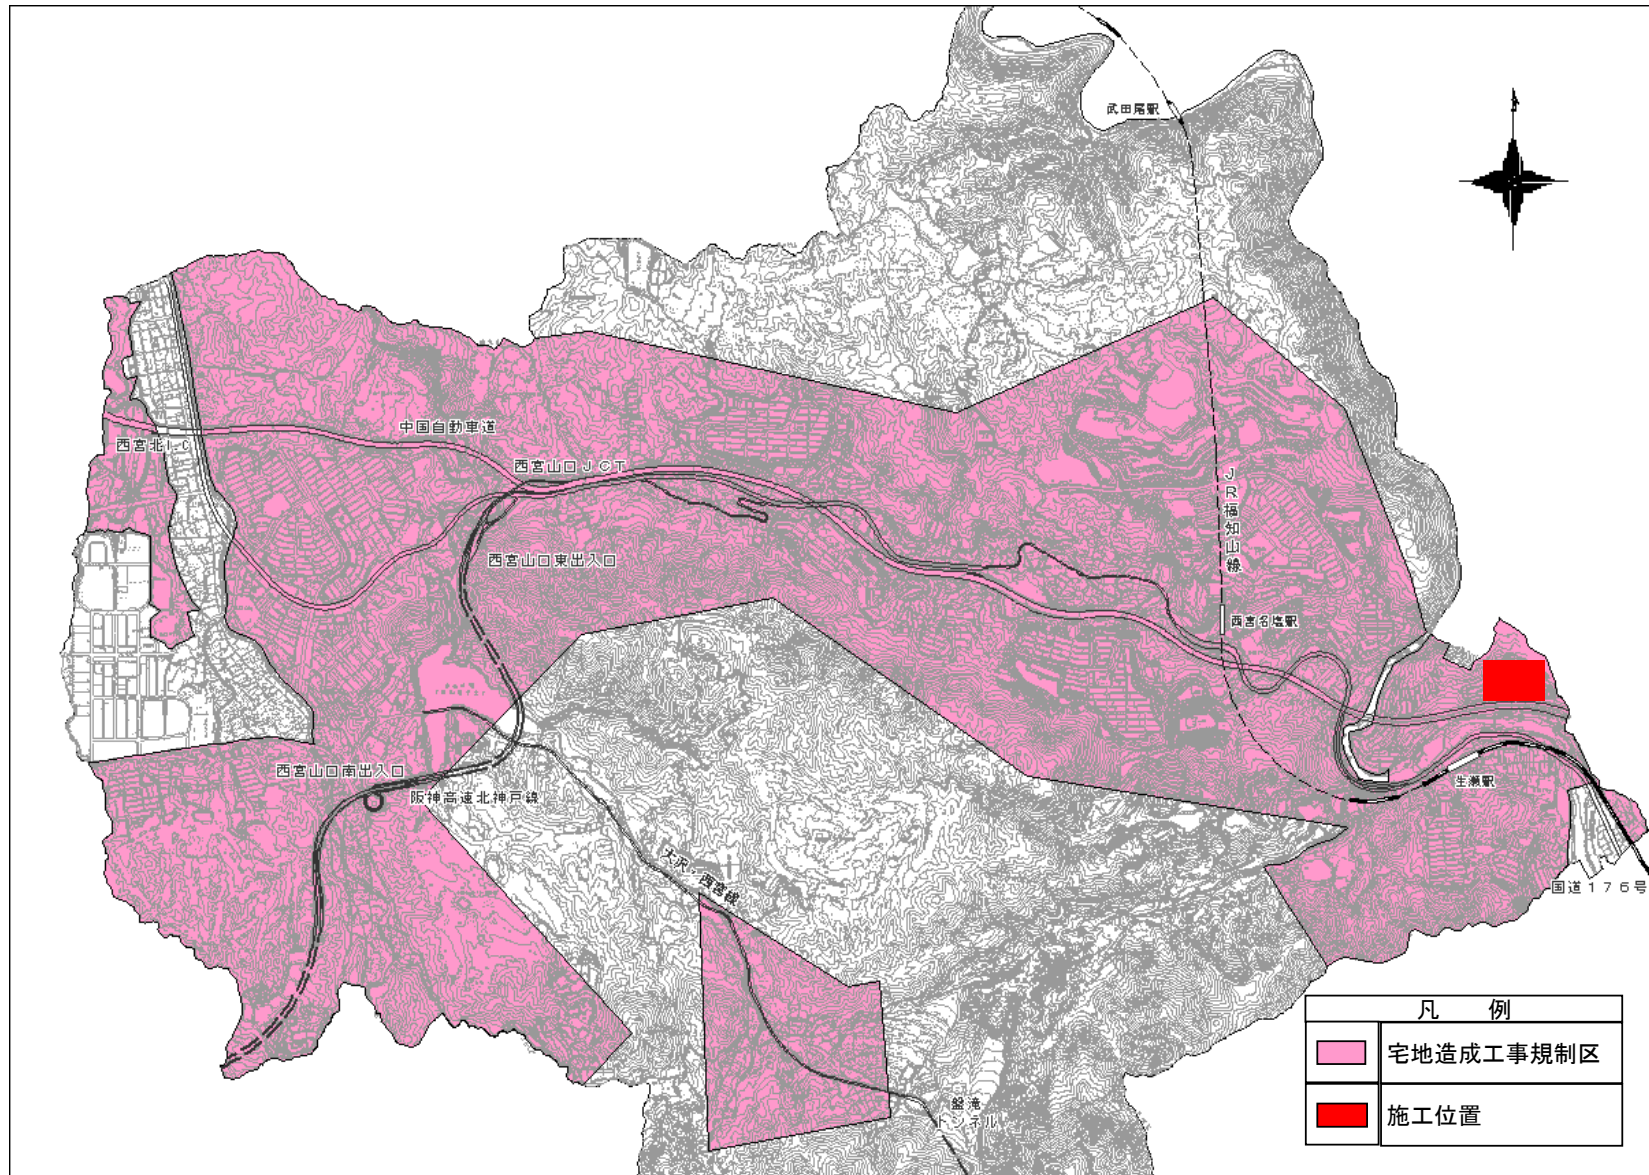 武田尾駅
中国自動車道
西宮北I.C
西宮山口JCT
JR福知山線
西宮山口東出入口
西宮名塩駅
西宮山口南出入口
阪神高速北神戸線
生瀬駅
大沢・西宮線
国道176号
盤滝
トンネル
凡 例
宅地造成工事規制区
施工位置